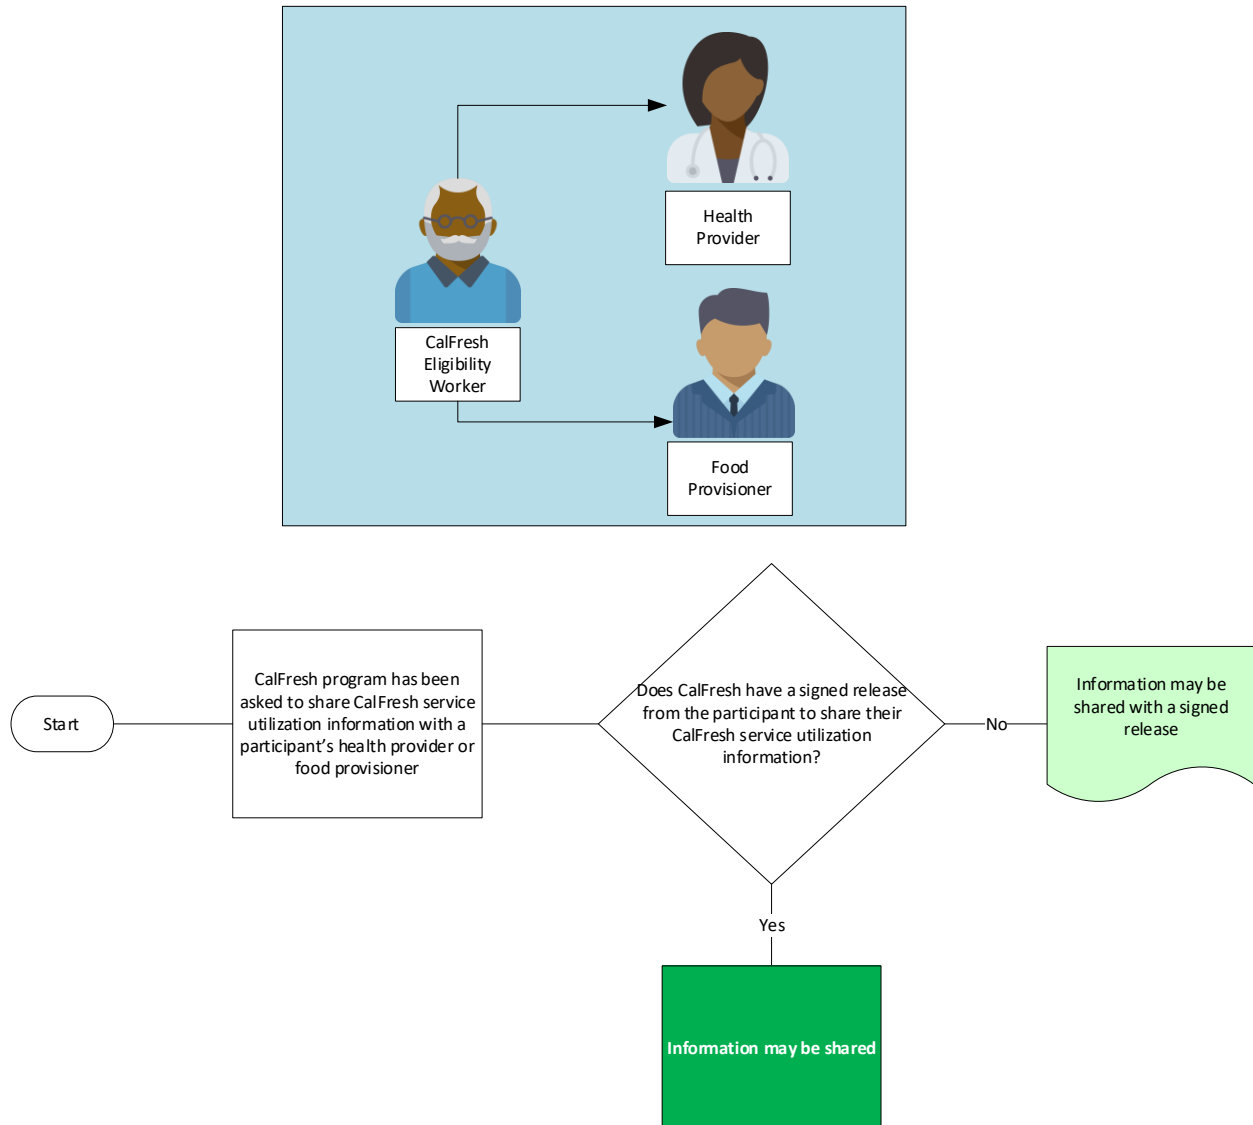 Health
Provider
CalFresh
Eligibility
Worker
Food
Provisioner
Start
CalFresh program has been
asked to share CalFresh service
utilization information with a
participant’s health provider or
food provisioner
Does CalFresh have a signed release
from the participant to share their
CalFresh service utilization
information?
No
Information may be
shared with a signed
release
Yes
Information may be shared